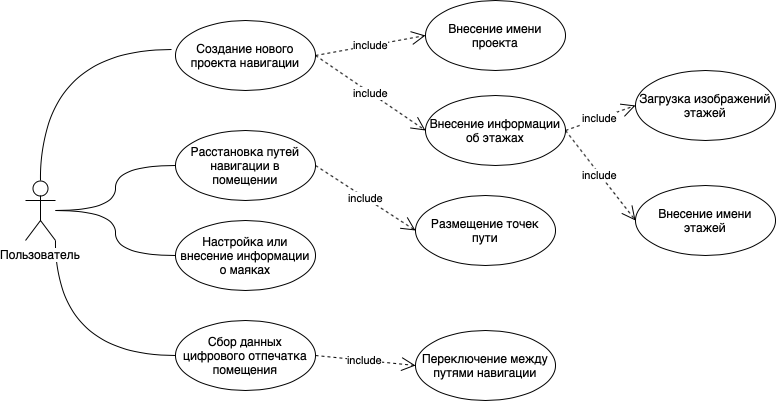 Создание нового
проекта навигации
include
Внесение имени
проекта
include
Внесение информации
об этажах
include
Загрузка изображений
этажей
include
Внесение имени
этажей
Расстановка путей
навигации в
помещении
include
Размещение точек
пути
Пользователь
Настройка или
внесение информации
о маяках
Сбор данных
цифрового отпечатка
помещения
include
Переключение между
путями навигации